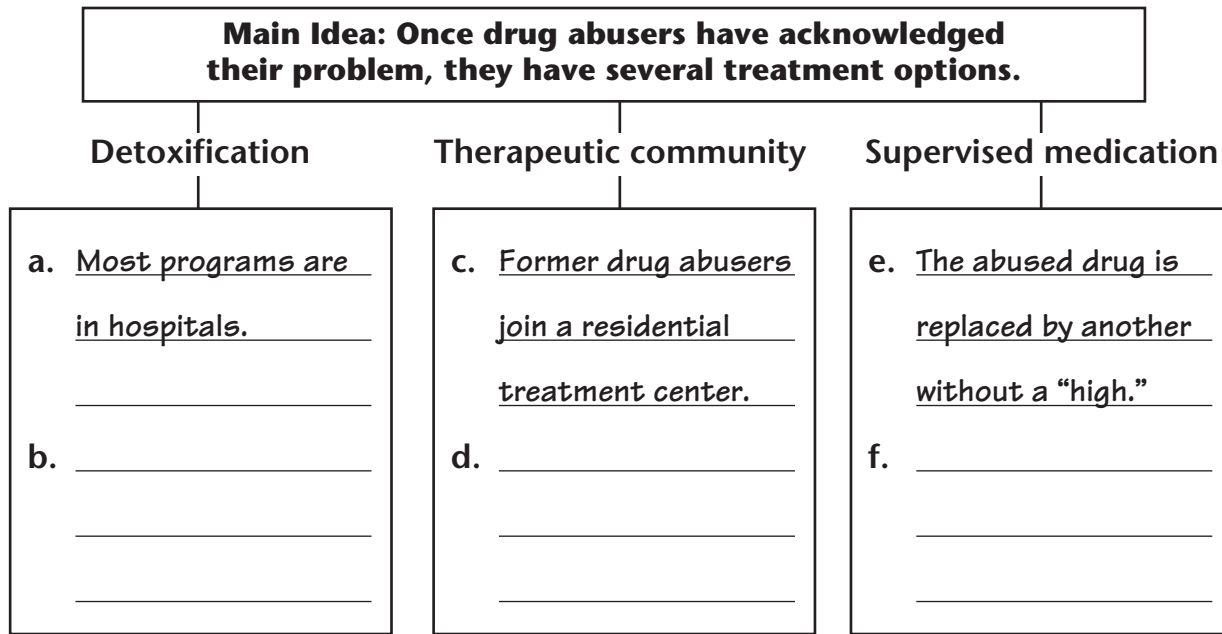 Main Idea: Once drug abusers have acknowledged
their problem, they have several treatment options.
Detoxification
a. Most programs are
in hospitals.
b.
Therapeutic community
c. Former drug abusers
join a residential
treatment center.
d.
Supervised medication
e. The abused drug is
replaced by another
without a “high.”
f.